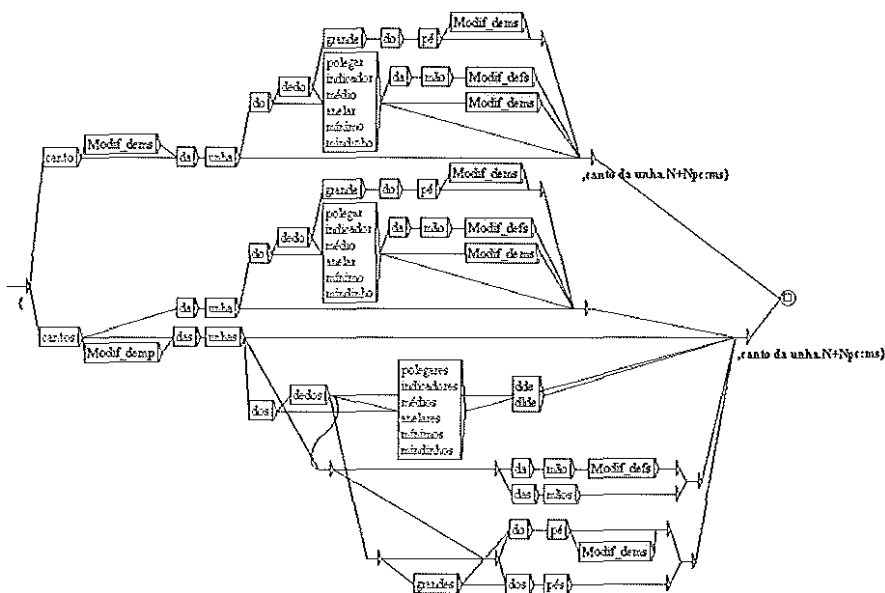 grande do pé Modif_dems
polegar
indicador
médio
anelar
mínimo
mindinho
dedo
da mão Modif_defs
do
Modif_dems
Modif_dems
canto
da unha
,canto da unha.N+Npc:ms}
grande do pé Modif_dems
polegar
indicador
médio
anelar
mínimo
mindinho
dedo
da mão Modif_defs
do
Modif_dems
{
da unha
cantos
Modif_demp
das unhas
,canto da unha.N+Npc:ms}
polegares
indicadores
médios
anelares
mínimos
mindinhos
dedos
dde
dlde
dos
da mão Modif_defs
das mãos
do pé
Modif_dems
grandes
dos pés